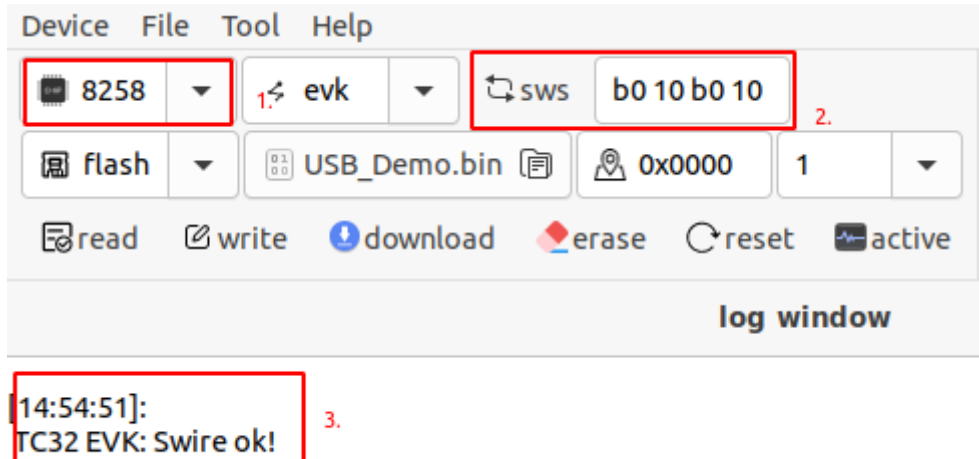 Device File Tool Help
8258 1. evk sws b0 10 b0 10 2.
flash USB_Demo.bin 0x0000 1
read write download erase reset active
log window
[14:54:51]: 3.
TC32 EVK: Swire ok!